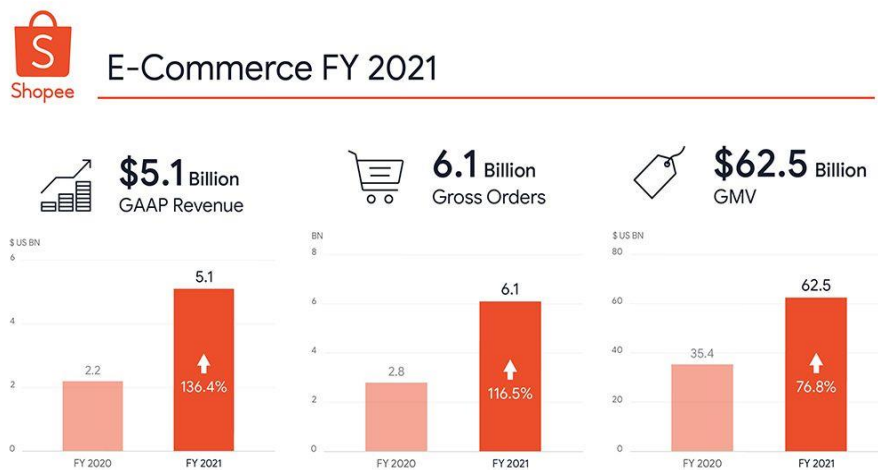 S
Shopee
E-Commerce FY 2021
$5.1 Billion
GAAP Revenue
6.1 Billion
Gross Orders
$62.5 Billion
GMV
$ US BN
6
4
2
0
2.2
5.1
136.4%
FY 2020
FY 2021
BN
8
6
4
2
0
2.8
6.1
116.5%
FY 2020
FY 2021
$ US BN
80
60
40
20
0
35.4
62.5
76.8%
FY 2020
FY 2021